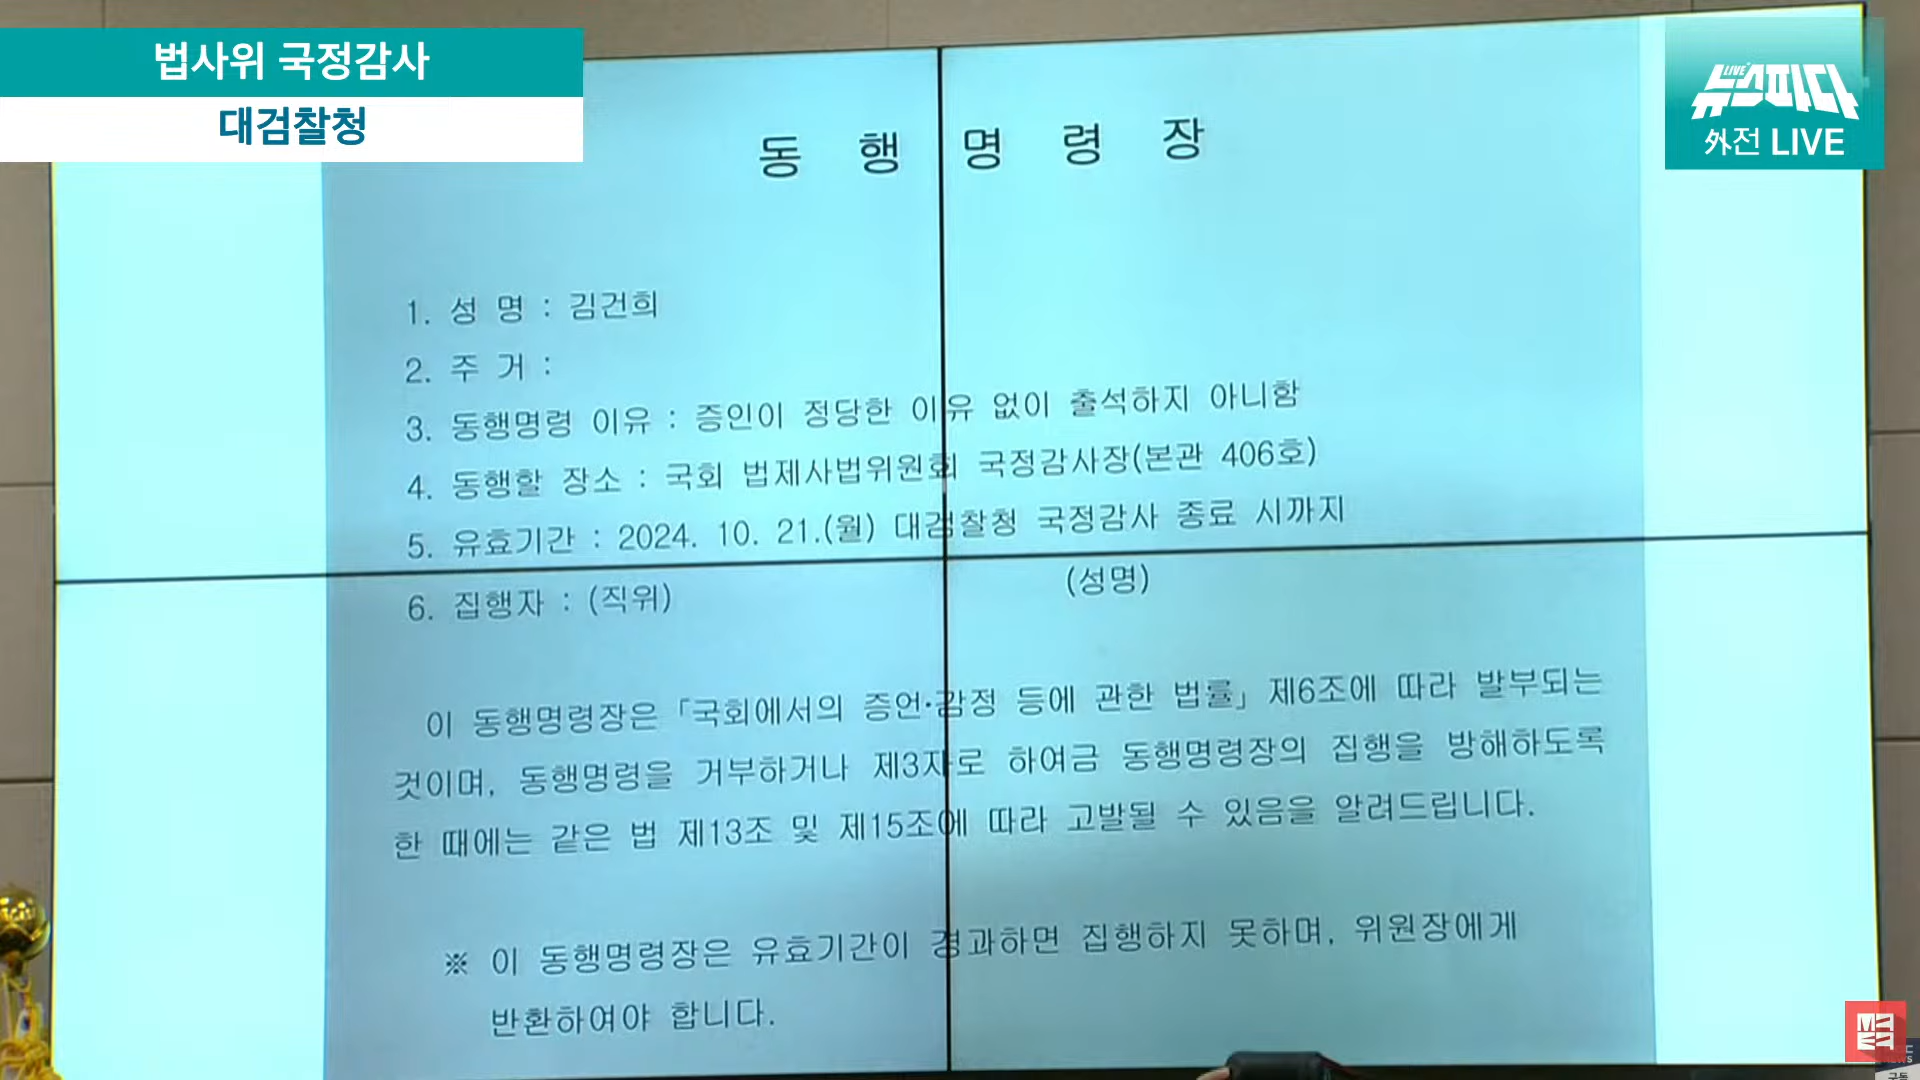 법사위 국정감사
대검찰청
LIVE
뉴스파다
外전 LIVE
동 행 명 령 장
1. 성 명 : 김건희
2. 주 거 :
3. 동행명령 이유 : 증인이 정당한 이유 없이 출석하지 아니함
4. 동행할 장소 : 국회 법제사법위원회 국정감사장(본관 406호)
5. 유효기간 : 2024. 10. 21.(월) 대검찰청 국정감사 종료 시까지
6. 집행자 : (직위) (성명)
이 동행명령장은 「국회에서의 증언·감정 등에 관한 법률」 제6조에 따라 발부되는
것이며, 동행명령을 거부하거나 제3자로 하여금 동행명령장의 집행을 방해하도록
한 때에는 같은 법 제13조 및 제15조에 따라 고발될 수 있음을 알려드립니다.
※ 이 동행명령장은 유효기간이 경과하면 집행하지 못하며, 위원장에게
반환하여야 합니다.
구독